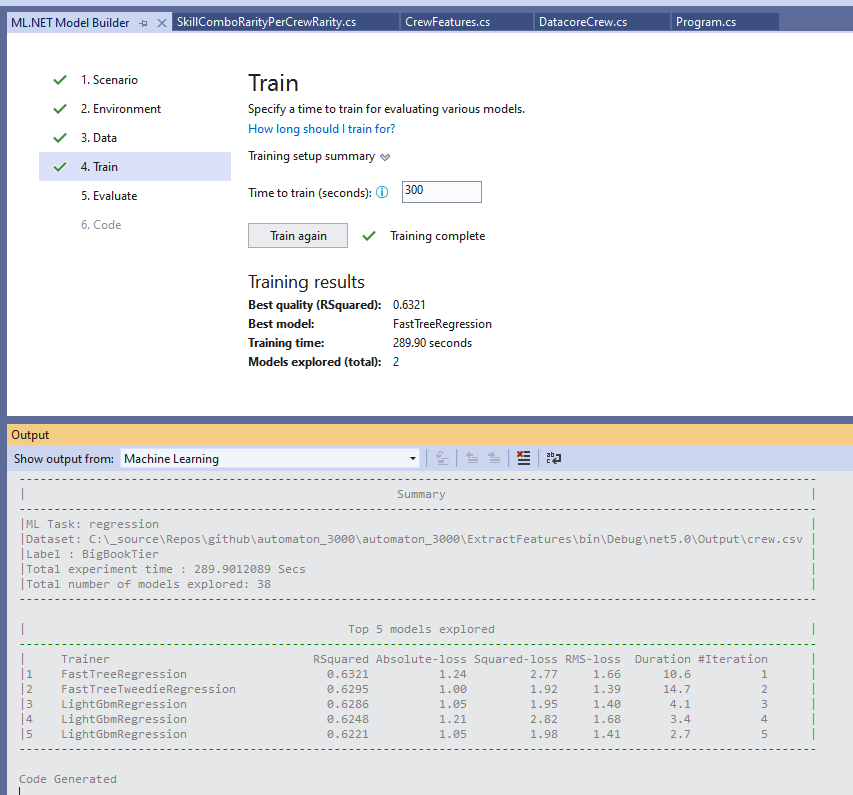 ML.NET Model Builder SkillComboRarityPerCrewRarity.cs CrewFeatures.cs DatacoreCrew.cs Program.cs
1. Scenario
2. Environment
3. Data
4. Train
5. Evaluate
6. Code
Train
Specify a time to train for evaluating various models.
How long should I train for?
Training setup summary
Time to train (seconds): 300
Train again Training complete
Training results
Best quality (RSquared): 0.6321
Best model: FastTreeRegression
Training time: 289.90 seconds
Models explored (total): 2
Output
Show output from: Machine Learning
| Summary |
|ML Task: regression |
|Dataset: C:\_source\Repos\github\automaton_3000\automaton_3000\ExtractFeatures\bin\Debug\net5.0\Output\crew.csv |
|Label : BigBookTier |
|Total experiment time : 289.9012089 Secs |
|Total number of models explored: 38 |
| Top 5 models explored |
| Trainer RSquared Absolute-loss Squared-loss RMS-loss Duration #Iteration |
|1 FastTreeRegression 0.6321 1.24 2.77 1.66 10.6 1 |
|2 FastTreeTweedieRegression 0.6295 1.00 1.92 1.39 14.7 2 |
|3 LightGbmRegression 0.6286 1.05 1.95 1.40 4.1 3 |
|4 LightGbmRegression 0.6248 1.21 2.82 1.68 3.4 4 |
|5 LightGbmRegression 0.6221 1.05 1.98 1.41 2.7 5 |
Code Generated